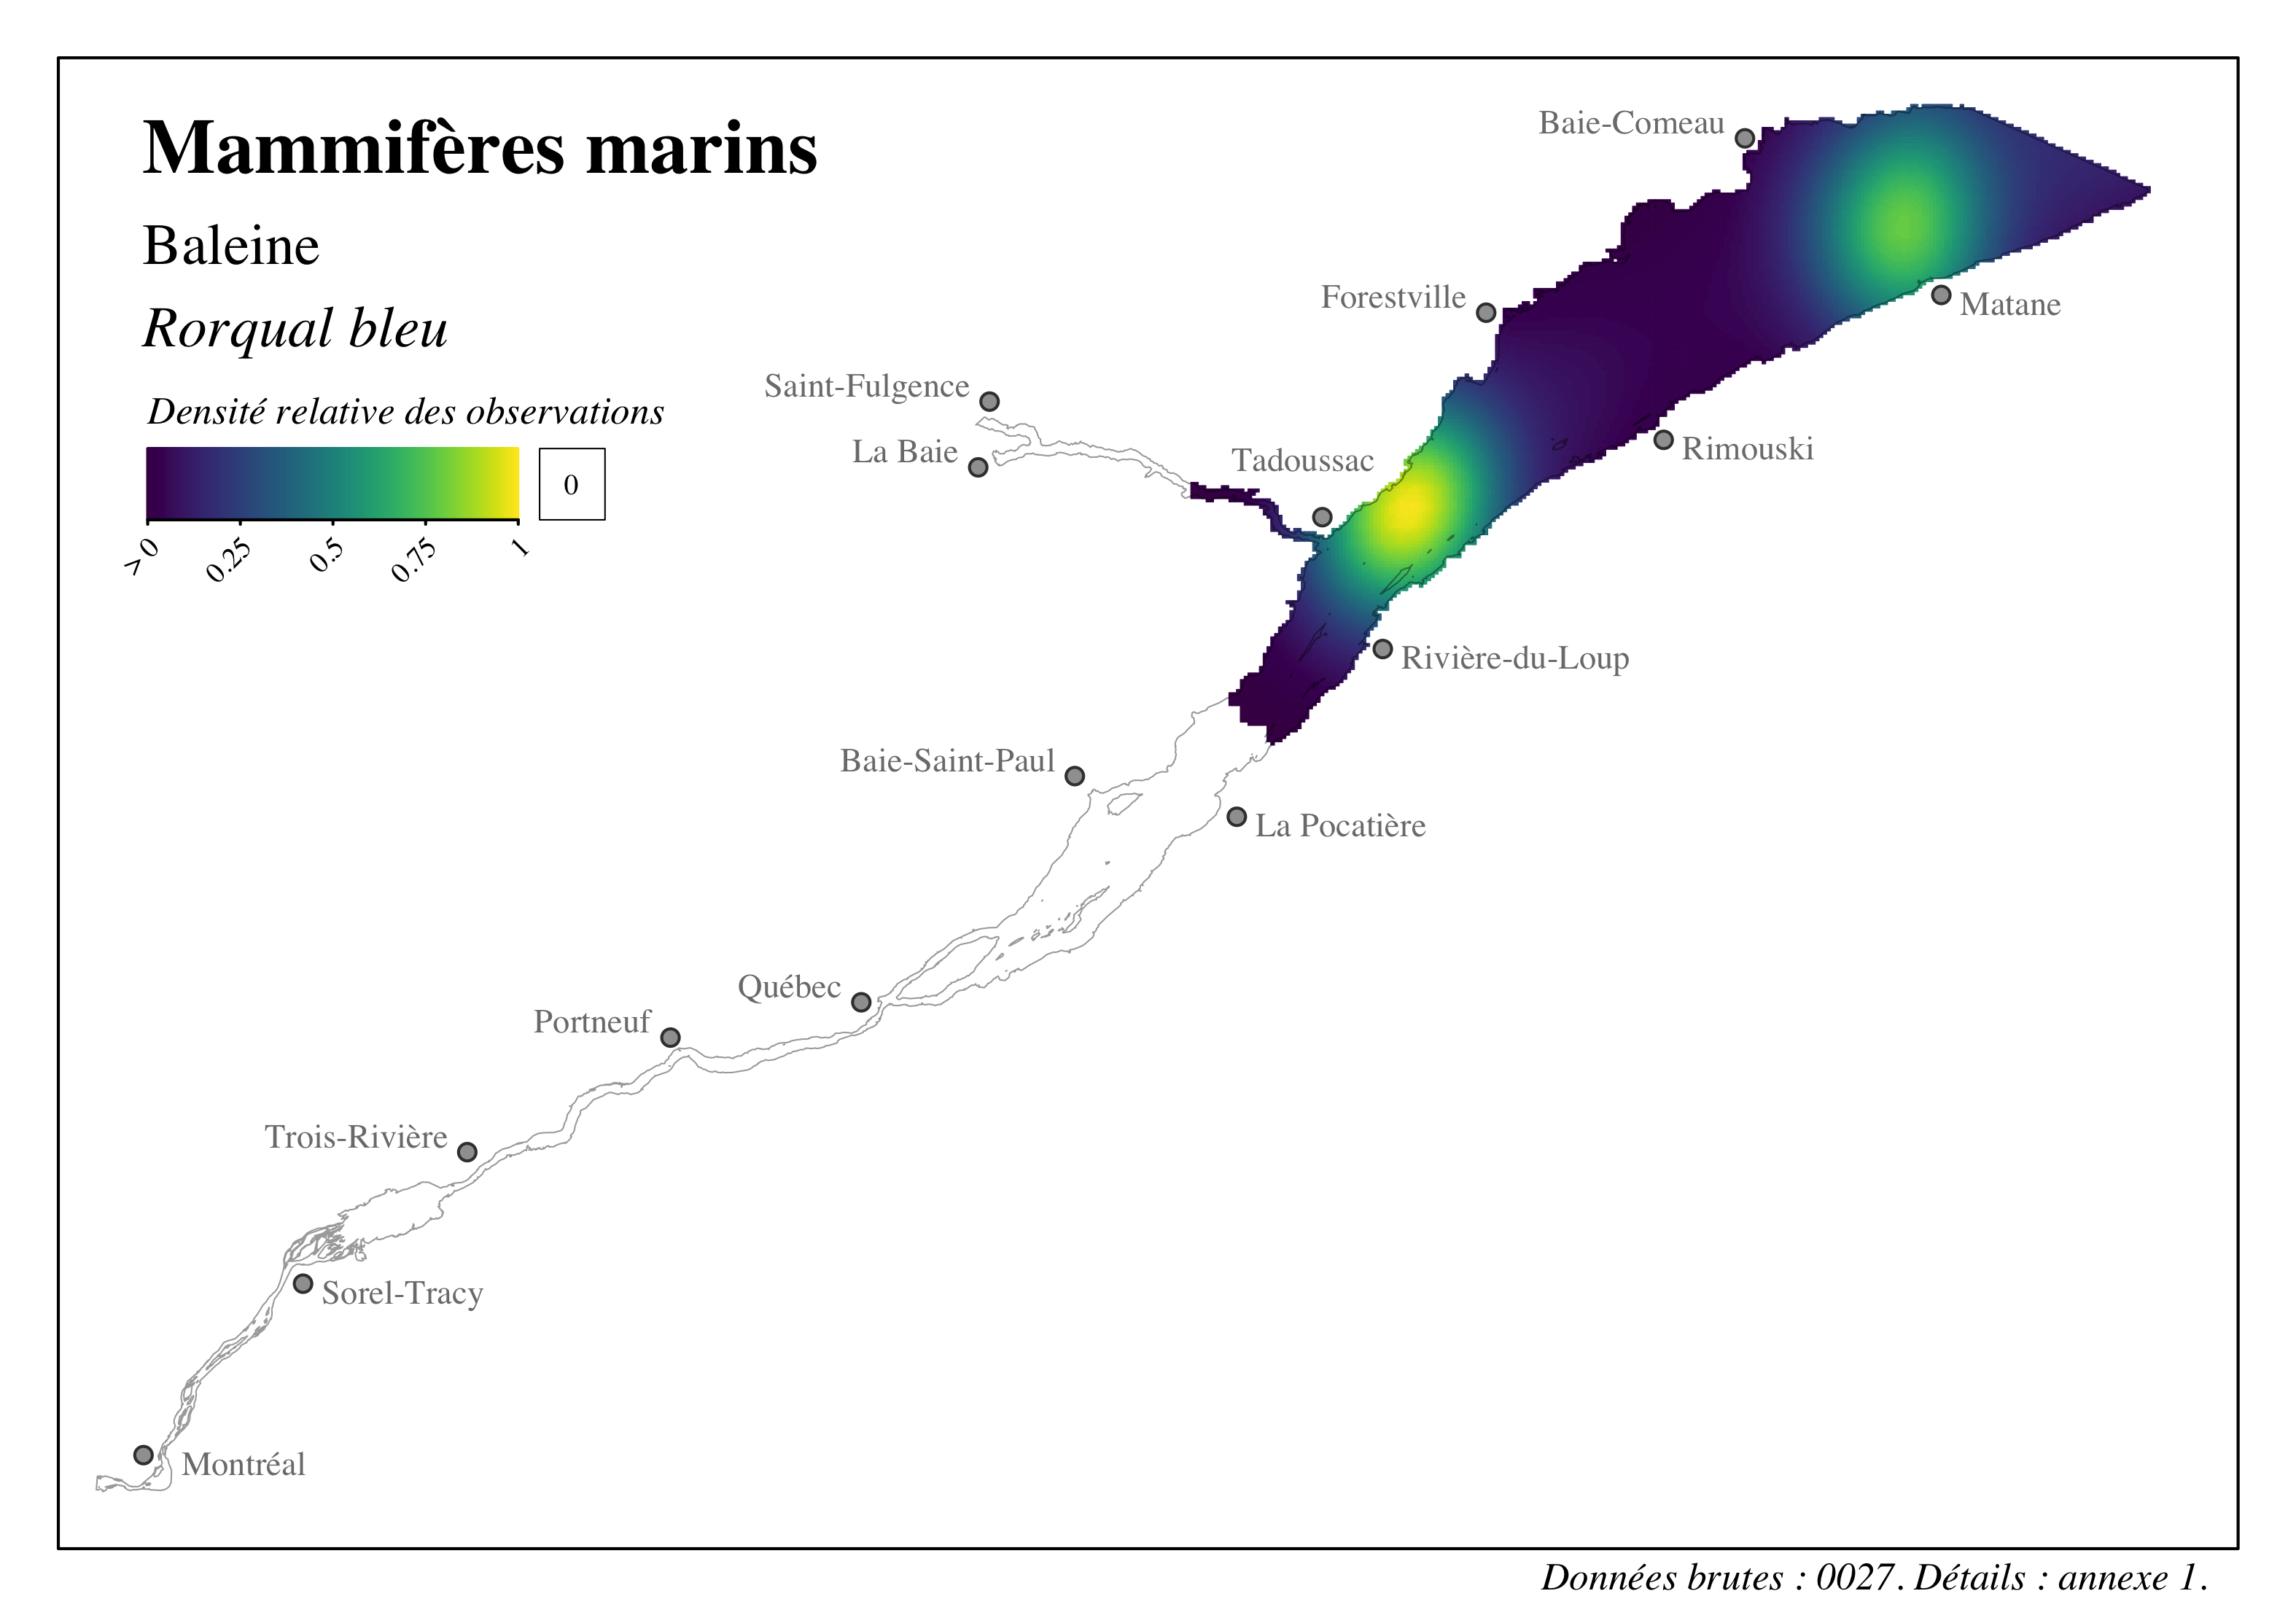 Mammifères marins
Baleine
Rorqual bleu
Densité relative des observations
0
> 0
0.25
0.5
0.75
1
Baie-Comeau
Forestville
Matane
Saint-Fulgence
La Baie
Tadoussac
Rimouski
Rivière-du-Loup
Baie-Saint-Paul
La Pocatière
Québec
Portneuf
Trois-Rivière
Sorel-Tracy
Montréal
Données brutes : 0027. Détails : annexe 1.